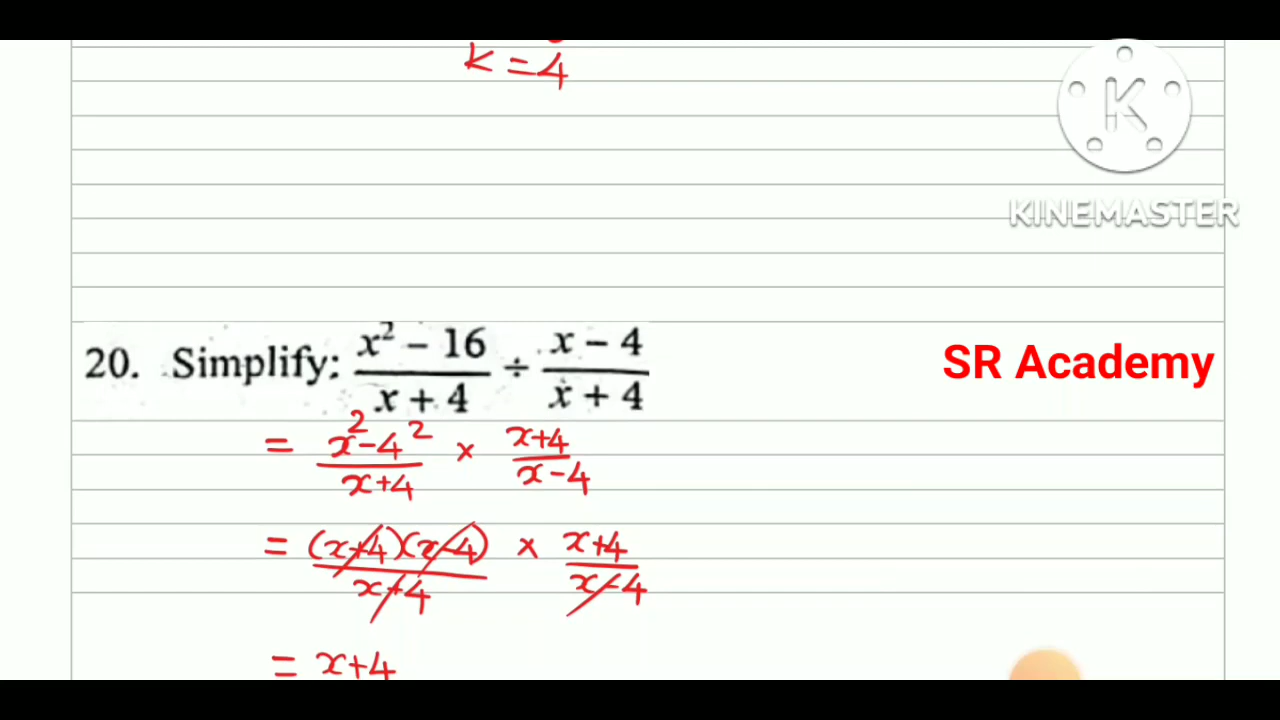 k = 4
K
KINEMASTER
20. Simplify: x² – 16 / x + 4 ÷ x – 4 / x + 4
SR Academy
= x² - 4² / x+4 × x+4 / x-4
= (x+4)(x-4) / x+4 × x+4 / x-4
= x+4